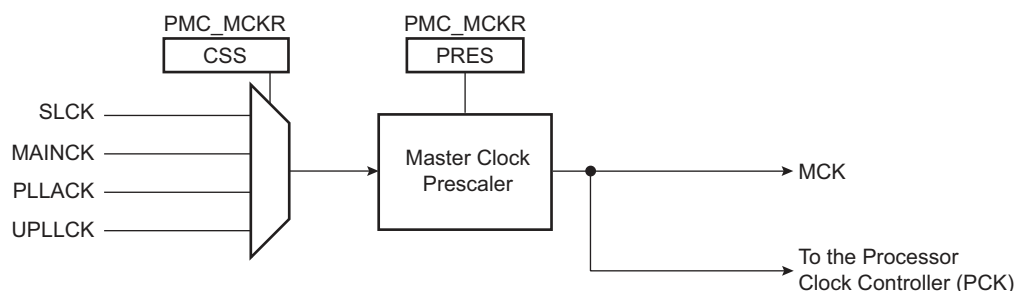 PMC_MCKR
PMC_MCKR
CSS
PRES
SLCK
MAINCK
PLLACK
UPLLCK
Master Clock
Prescaler
MCK
To the Processor
Clock Controller (PCK)